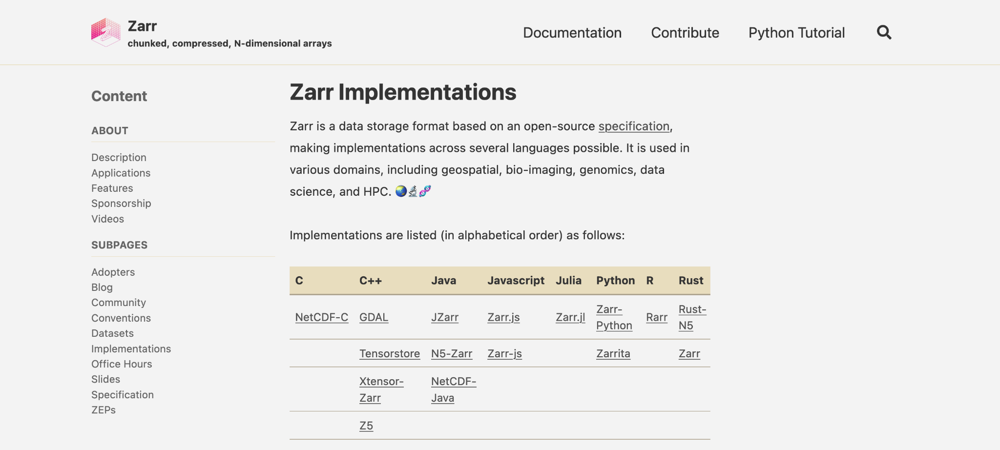 Zarr
chunked, compressed, N-dimensional arrays
Documentation Contribute Python Tutorial
Content
ABOUT
Description
Applications
Features
Sponsorship
Videos
SUBPAGES
Adopters
Blog
Community
Conventions
Datasets
Implementations
Office Hours
Slides
Specification
ZEPs
Zarr Implementations
Zarr is a data storage format based on an open-source specification,
making implementations across several languages possible. It is used in
various domains, including geospatial, bio-imaging, genomics, data
science, and HPC. 🌏🔬🧬
Implementations are listed (in alphabetical order) as follows:
C C++ Java Javascript Julia Python R Rust
NetCDF-C GDAL JZarr Zarr.js Zarr.jl Zarr-Python Rarr Rust-N5
Tensorstore N5-Zarr Zarr-js Zarrita Zarr
Xtensor-Zarr NetCDF-Java
Z5